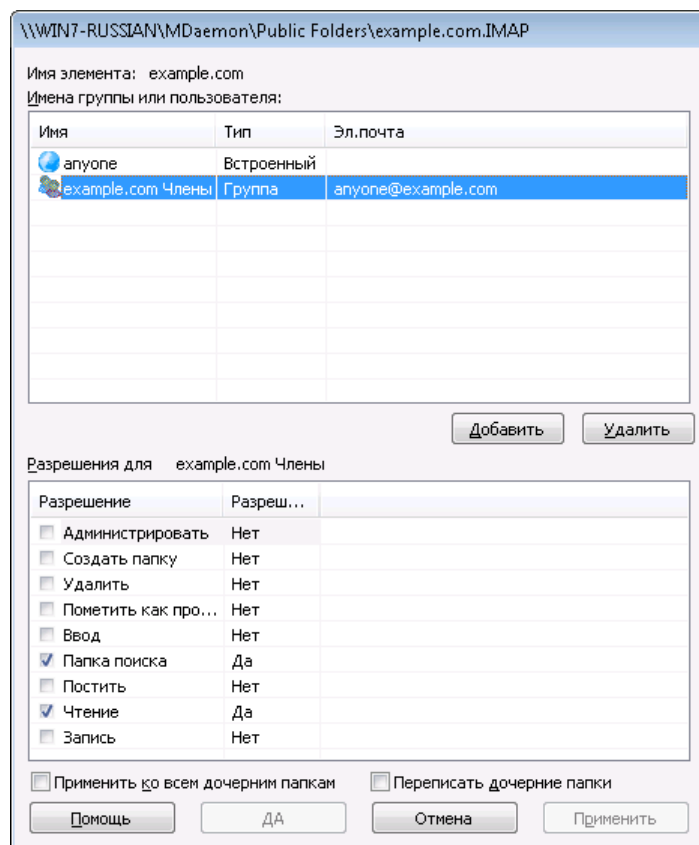 \\WIN7-RUSSIAN\MDaemon\Public Folders\example.com.IMAP
Имя элемента: example.com
Имена группы или пользователя:
Имя Тип Эл.почта
anyone Встроенный
example.com Члены Группа anyone@example.com
Добавить Удалить
Разрешения для example.com Члены
Разрешение Разреш...
Администрировать Нет
Создать папку Нет
Удалить Нет
Пометить как про... Нет
Ввод Нет
Папка поиска Да
Постить Нет
Чтение Да
Запись Нет
Применить ко всем дочерним папкам Переписать дочерние папки
Помощь ДА Отмена Применить